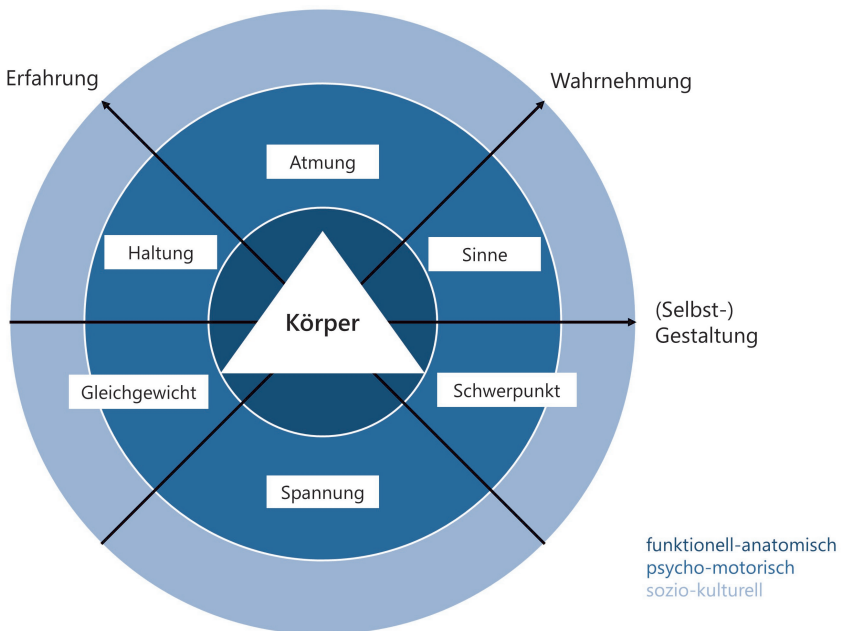 Erfahrung
Wahrnehmung
Atmung
Haltung
Sinne
Körper
(Selbst-)
Gestaltung
Gleichgewicht
Schwerpunkt
Spannung
funktionell-anatomisch
psycho-motorisch
sozio-kulturell